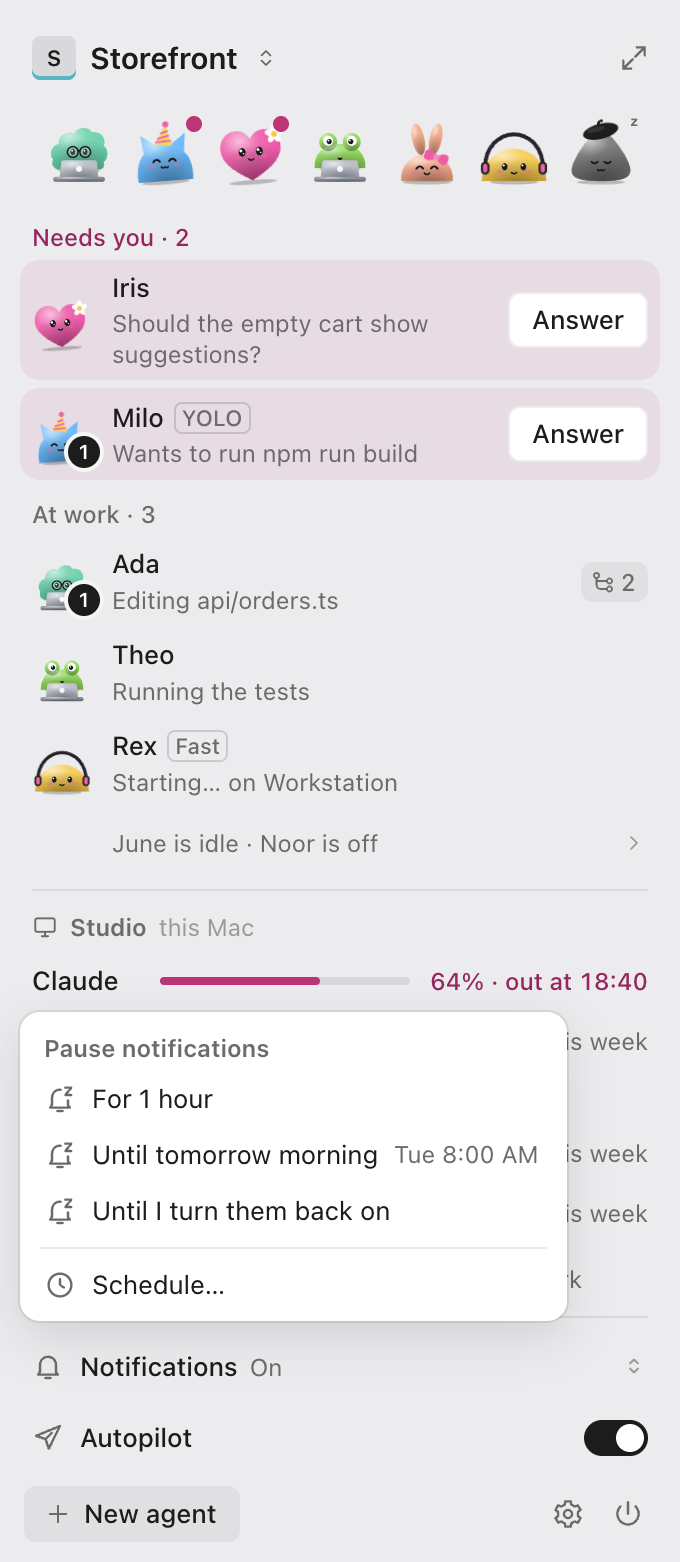 S Storefront
z
Needs you · 2
Iris
Should the empty cart show
suggestions?
Answer
Milo YOLO
1
Wants to run npm run build
Answer
At work · 3
Ada
1
Editing api/orders.ts
2
Theo
Running the tests
Rex Fast
Starting... on Workstation
June is idle · Noor is off
Studio this Mac
Claude 64% · out at 18:40
is week
Pause notifications
For 1 hour
Until tomorrow morning Tue 8:00 AM
is week
Until I turn them back on
is week
Schedule...
Notifications On
Autopilot
New agent